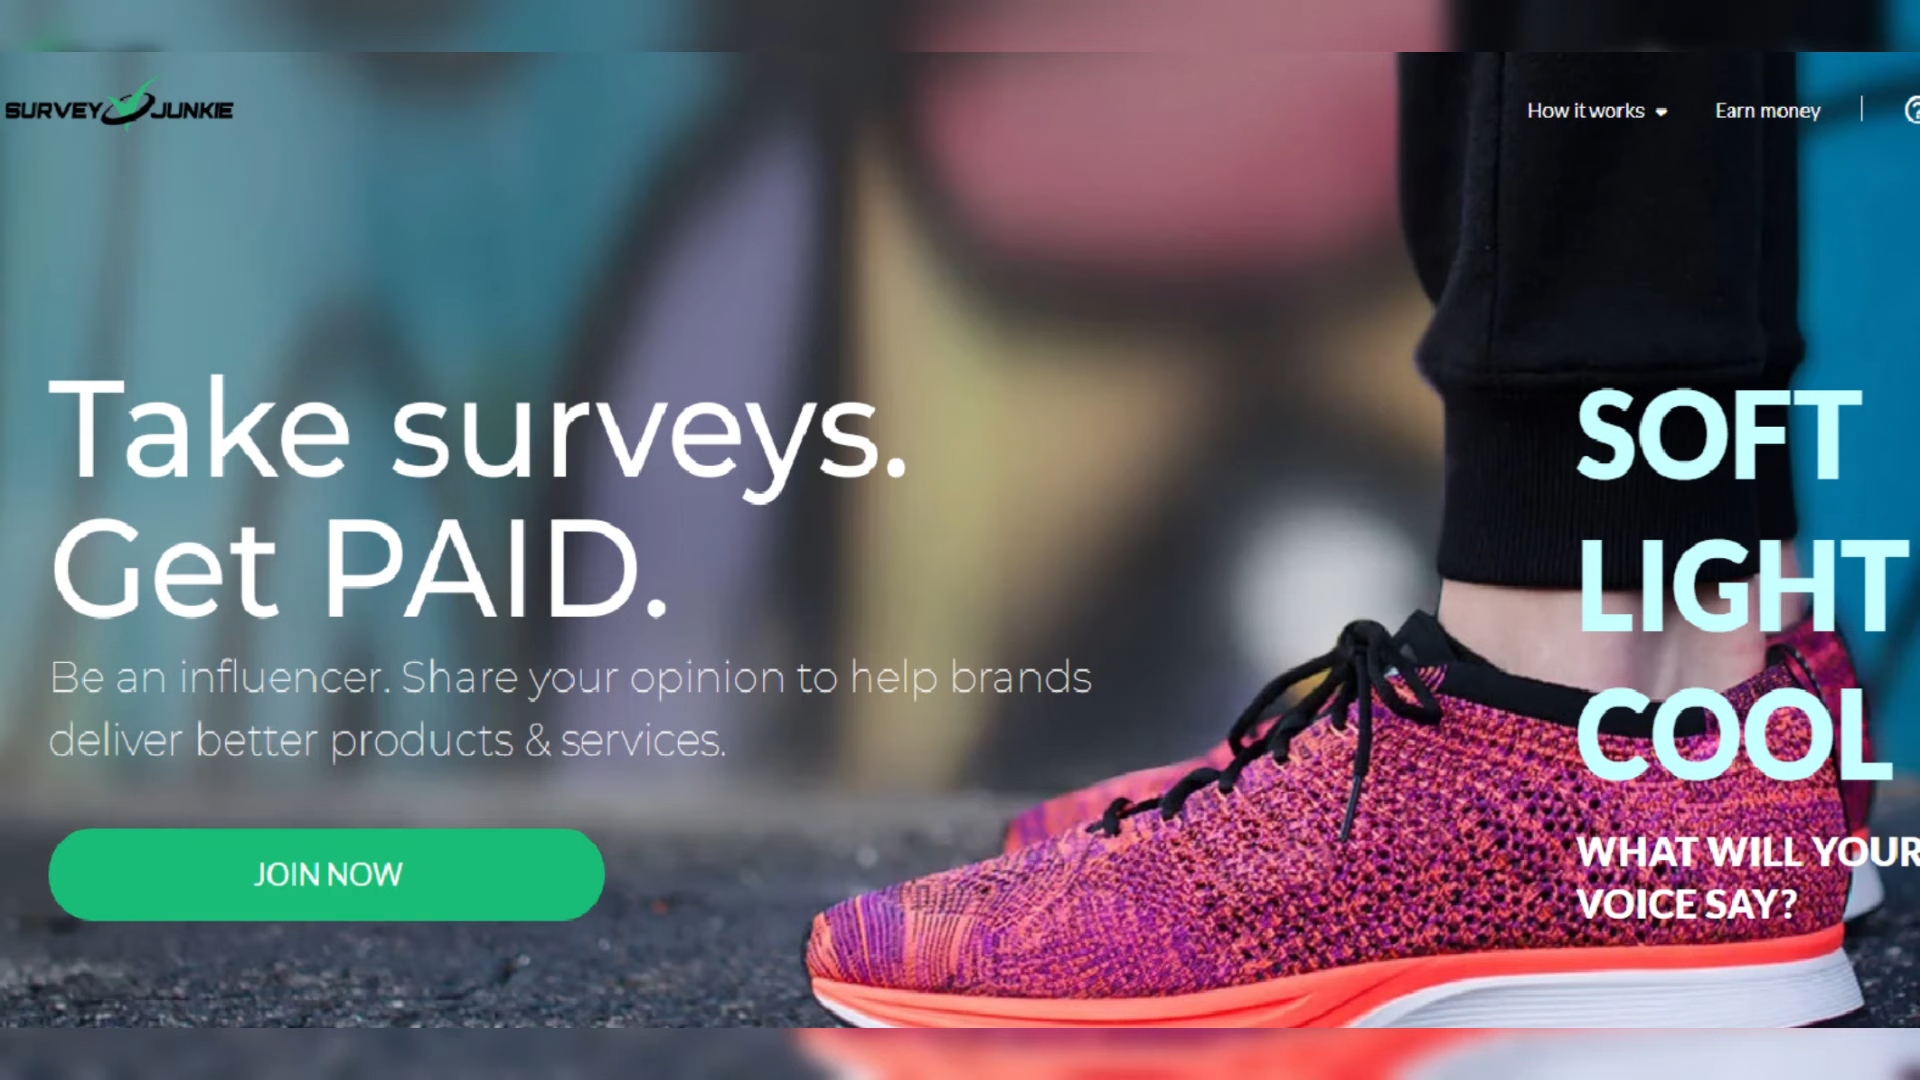 SURVEY JUNKIE
How it works
Earn money
Take surveys.
Get PAID.
Be an influencer. Share your opinion to help brands
deliver better products & services.
JOIN NOW
SOFT
LIGHT
COOL
WHAT WILL YOUR
VOICE SAY?